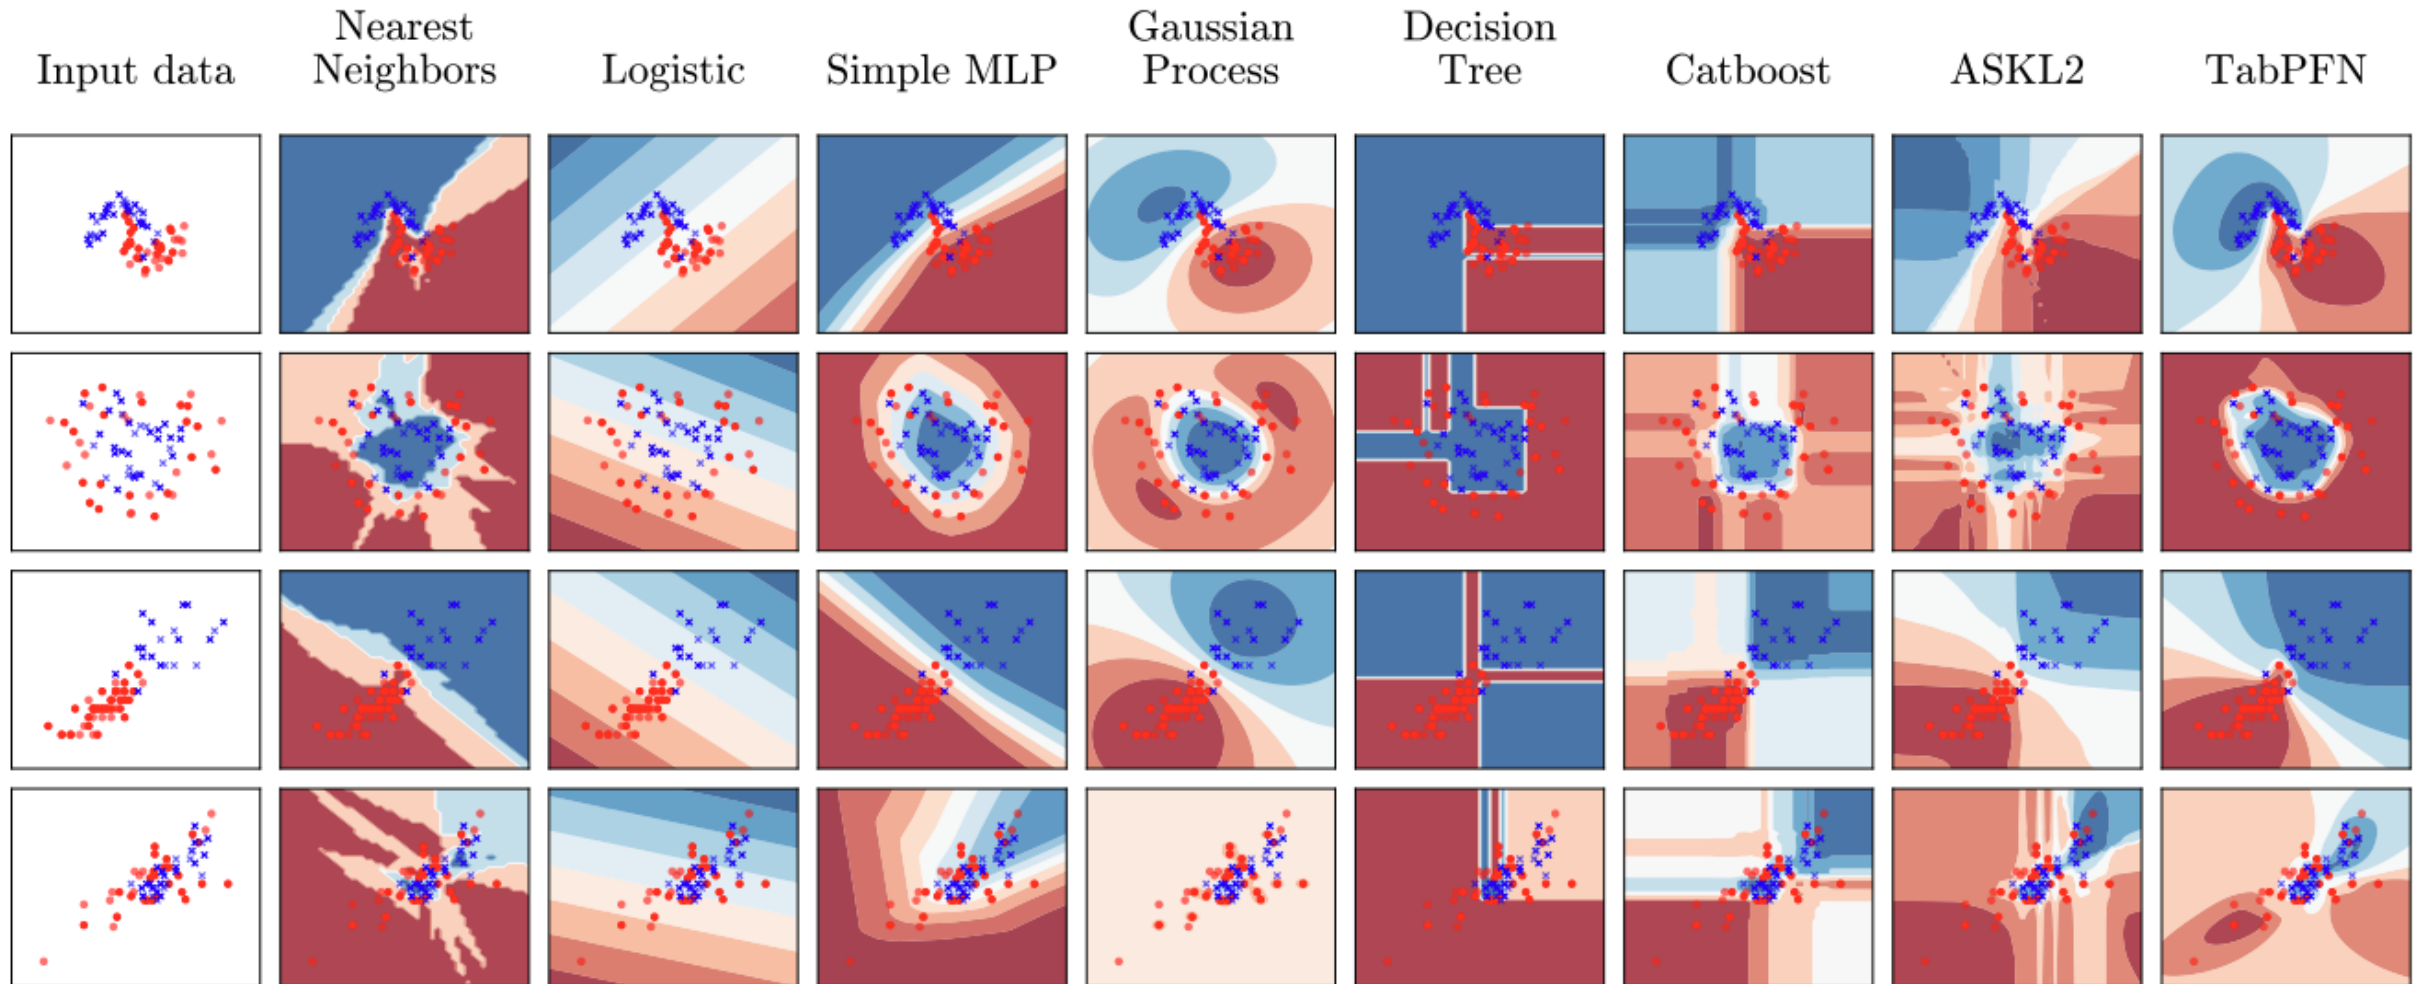 Input data
Nearest
Neighbors
Logistic
Simple MLP
Gaussian
Process
Decision
Tree
Catboost
ASKL2
TabPFN